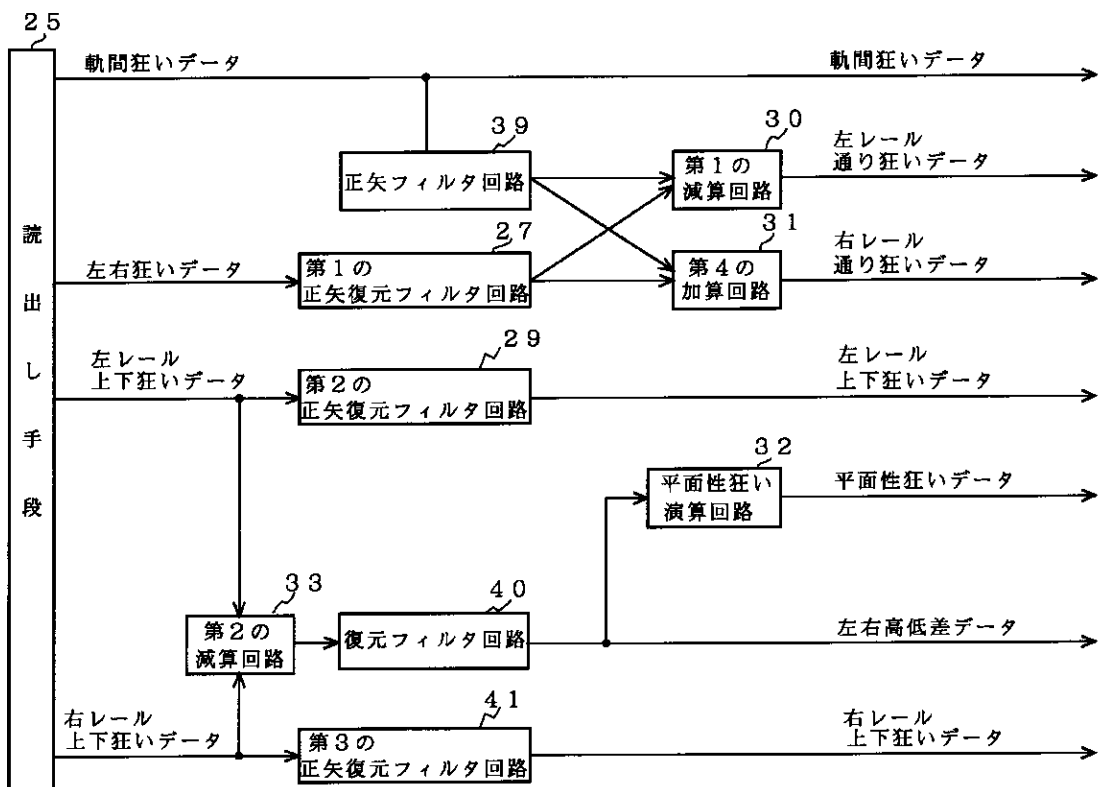 25
軌間狂いデータ
軌間狂いデータ
39
正矢フィルタ回路
30
第1の
減算回路
左レール
通り狂いデータ
読出し手段
左右狂いデータ
27
第1の
正矢復元フィルタ回路
31
第4の
加算回路
右レール
通り狂いデータ
左レール
上下狂いデータ
29
第2の
正矢復元フィルタ回路
左レール
上下狂いデータ
32
平面性狂い
演算回路
平面性狂いデータ
33
第2の
減算回路
40
復元フィルタ回路
左右高低差データ
右レール
上下狂いデータ
41
第3の
正矢復元フィルタ回路
右レール
上下狂いデータ